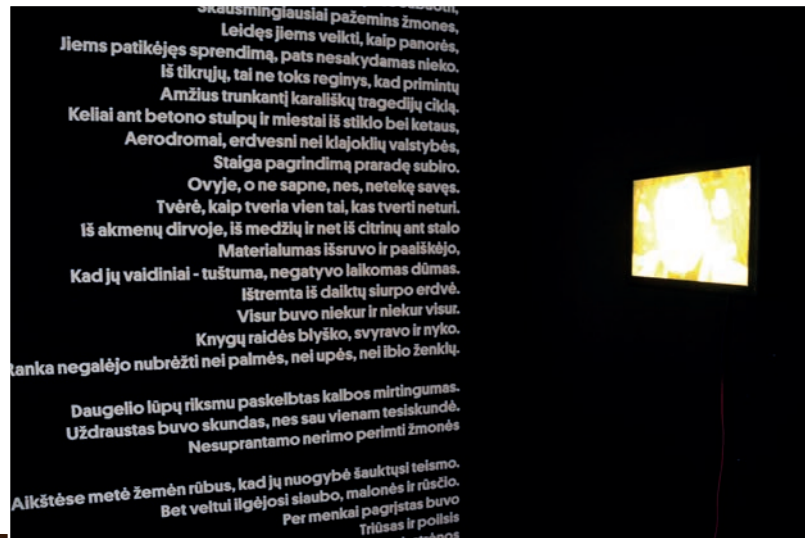 Skausmingiausiai pažemins žmones,
Leidęs jiems veikti, kaip panorės,
Jiems patikėjęs sprendimą, pats nesakydamas nieko.
Iš tikrųjų, tai ne toks reginys, kad primintų
Amžius trunkantį karališkų tragedijų ciklą.
Keliai ant betono stulpų ir miestai iš stiklo bei ketaus,
Aerodromai, erdvesni nei klajoklių valstybės,
Staiga pagrindimą praradę subiro.
Ovyje, o ne sapne, nes, netekę savęs.
Tvėrė, kaip tveria vien tai, kas tverti neturi.
Iš akmenų dirvoje, iš medžių ir net iš citrinų ant stalo
Materialumas išsruvo ir paaiškėjo,
Kad jų vaidiniai - tuštuma, negatyvo laikomas dūmas.
Ištremta iš daiktų siurpo erdvė.
Visur buvo niekur ir niekur visur.
Knygų raidės blyško, svyravo ir nyko.
Ranka negalėjo nubrėžti nei palmės, nei upės, nei ibio ženklų.
Daugelio lūpų riksmu paskelbtas kalbos mirtingumas.
Uždraustas buvo skundas, nes sau vienam tesiskundė.
Nesuprantamo nerimo perimti žmonės
Aikštėse metė žemėn rūbus, kad jų nuogybė šauktųsi teismo.
Bet veltui ilgėjosi siaubo, malonės ir rūsčio.
Per menkai pagrįstas buvo
Triūsas ir poilsis